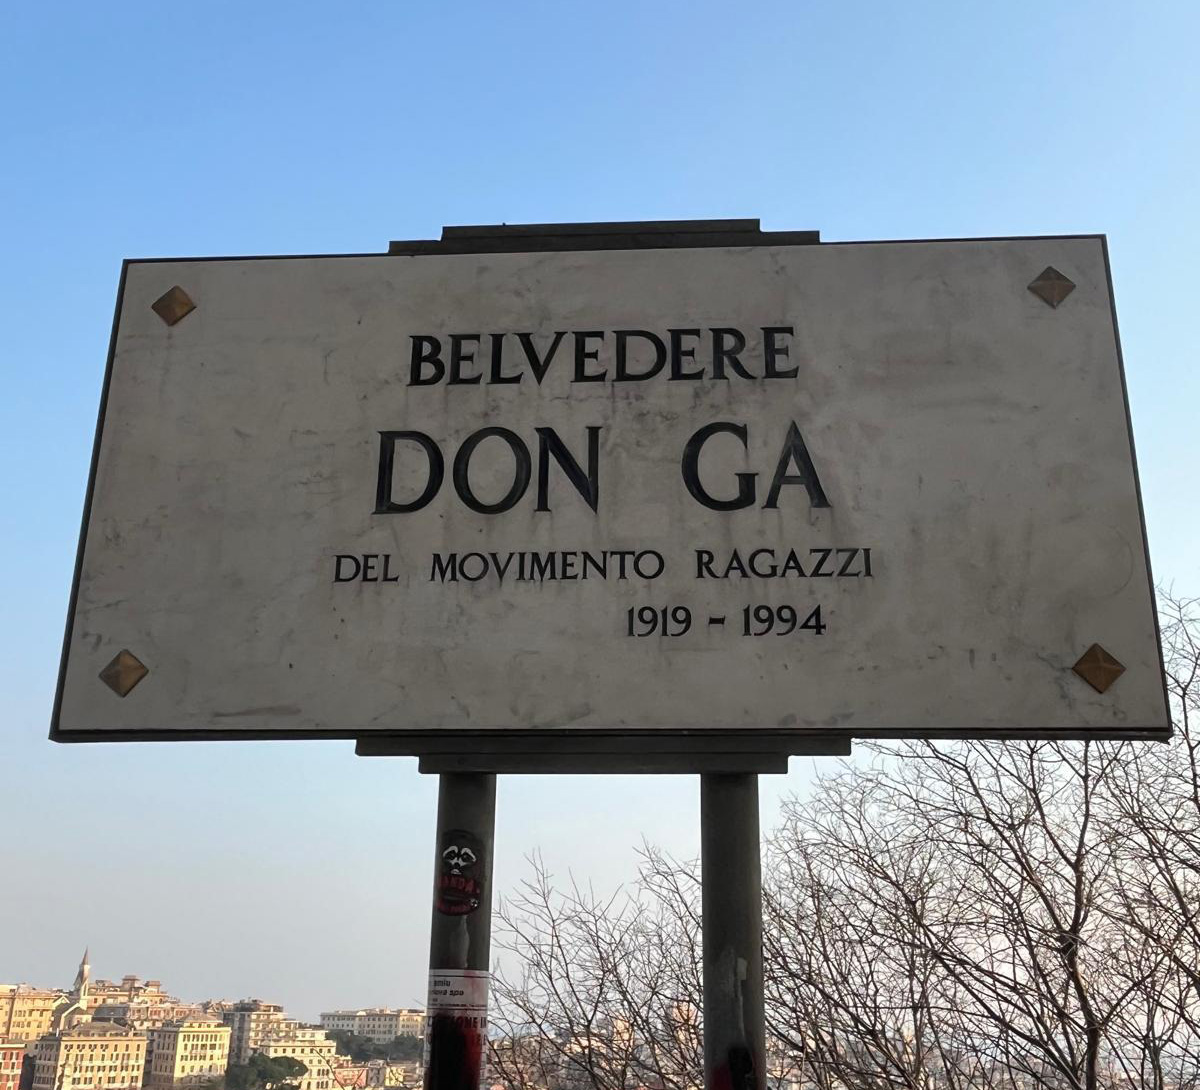 BELVEDERE
DON GA
DEL MOVIMENTO RAGAZZI
1919 - 1994